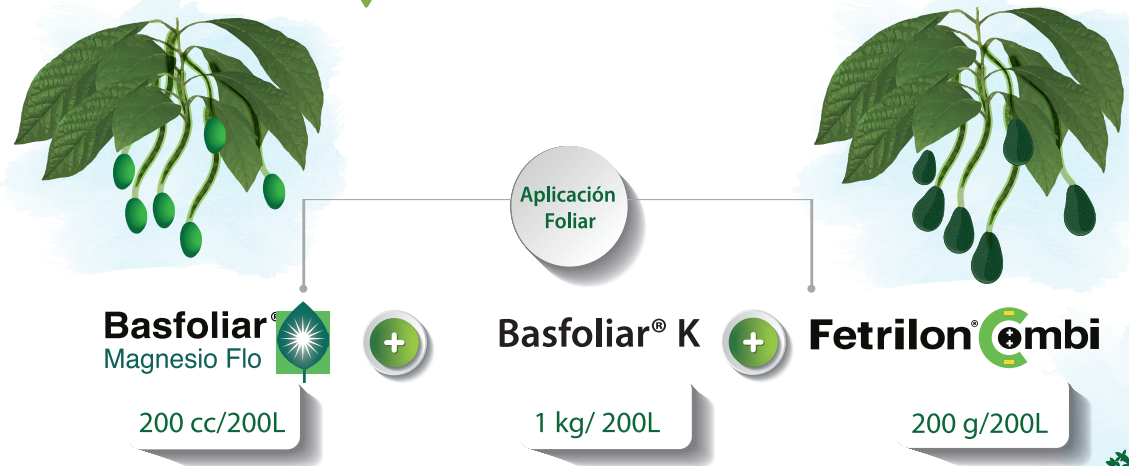 Aplicación
Foliar
Basfoliar®
Magnesio Flo
+
Basfoliar® K
+
Fetrilon® Combi
200 cc/200L
1 kg/ 200L
200 g/200L